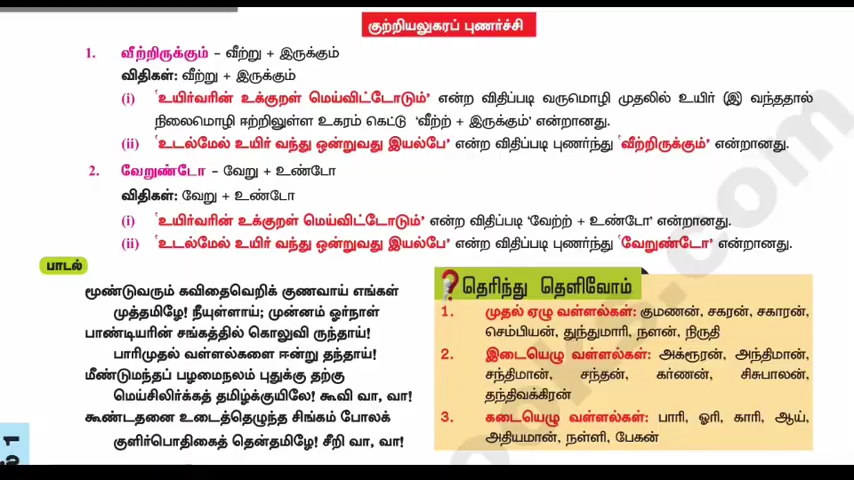 குற்றியலுகரப் புணர்ச்சி
1. வீற்றிருக்கும் – வீற்று + இருக்கும்
விதிகள்: வீற்று + இருக்கும்
(i) ‘உயிர்வரின் உக்குறள் மெய்விட்டோடும்’ என்ற விதிப்படி வருமொழி முதலில் உயிர் (இ) வந்ததால்
நிலைமொழி ஈற்றிலுள்ள உகரம் கெட்டு ‘வீற்ற் + இருக்கும்’ என்றானது.
(ii) ‘உடல்மேல் உயிர் வந்து ஒன்றுவது இயல்பே’ என்ற விதிப்படி புணர்ந்து ‘வீற்றிருக்கும்’ என்றானது.
2. வேறுண்டோ – வேறு + உண்டோ
விதிகள்: வேறு + உண்டோ
(i) ‘உயிர்வரின் உக்குறள் மெய்விட்டோடும்’ என்ற விதிப்படி ‘வேற்ற் + உண்டோ’ என்றானது.
(ii) ‘உடல்மேல் உயிர் வந்து ஒன்றுவது இயல்பே’ என்ற விதிப்படி புணர்ந்து ‘வேறுண்டோ’ என்றானது.
பாடல்
மூண்டுவரும் கவிதைவெறிக் குணவாய் எங்கள்
முத்தமிழே! நீயுள்ளாய்; முன்னம் ஓர்நாள்
பாண்டியரின் சங்கத்தில் கொலுவி ருந்தாய்!
பாரிமுதல் வள்ளல்களை ஈன்று தந்தாய்!
மீண்டுமந்தப் பழமைநலம் புதுக்கு தற்கு
மெய்சிலிர்க்கத் தமிழ்க்குயிலே! கூவி வா, வா!
கூண்டதனை உடைத்தெழுந்த சிங்கம் போலக்
குளிர்பொதிகைத் தென்தமிழே! சீறி வா, வா!
? தெரிந்து தெளிவோம்
1. முதல் ஏழு வள்ளல்கள்: குமணன், சகரன், சகாரன்,
செம்பியன், துந்துமாரி, நளன், நிருதி
2. இடையெழு வள்ளல்கள்: அக்ரூரன், அந்திமான்,
சந்திமான், சந்தன், கர்ணன், சிசுபாலன்,
தந்திவக்கிரன்
3. கடையெழு வள்ளல்கள்: பாரி, ஓரி, காரி, ஆய்,
அதியமான், நள்ளி, பேகன்